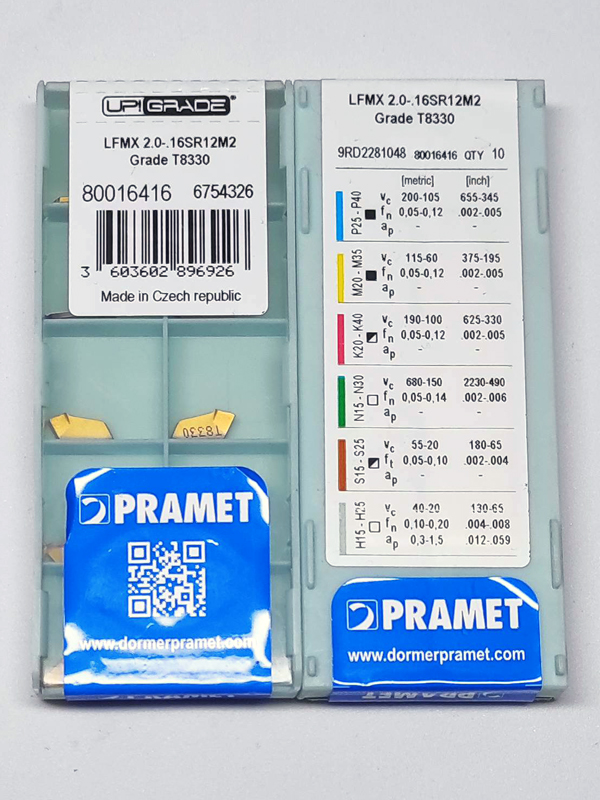 UP!GRADE®
LFMX 2.0-.16SR12M2
Grade T8330
80016416 6754326
3 603602 896926
Made in Czech republic
T8330
PRAMET
www.dormerpramet.com
LFMX 2.0-.16SR12M2
Grade T8330
9RD2281048 80016416 QTY 10
[metric] [inch]
P25 - P40
vc 200-105 655-345
fn 0,05-0,12 .002-.005
ap - -
M20 - M35
vc 115-60 375-195
fn 0,05-0,12 .002-.005
ap - -
K20 - K40
vc 190-100 625-330
fn 0,05-0,12 .002-.005
ap - -
N15 - N30
vc 680-150 2230-490
fn 0,05-0,14 .002-.006
ap - -
S15 - S25
vc 55-20 180-65
ft 0,05-0,10 .002-.004
ap - -
H15 - H25
vc 40-20 130-65
fn 0,10-0,20 .004-.008
ap 0,3-1,5 .012-.059
PRAMET
www.dormerpramet.com
PRAMET